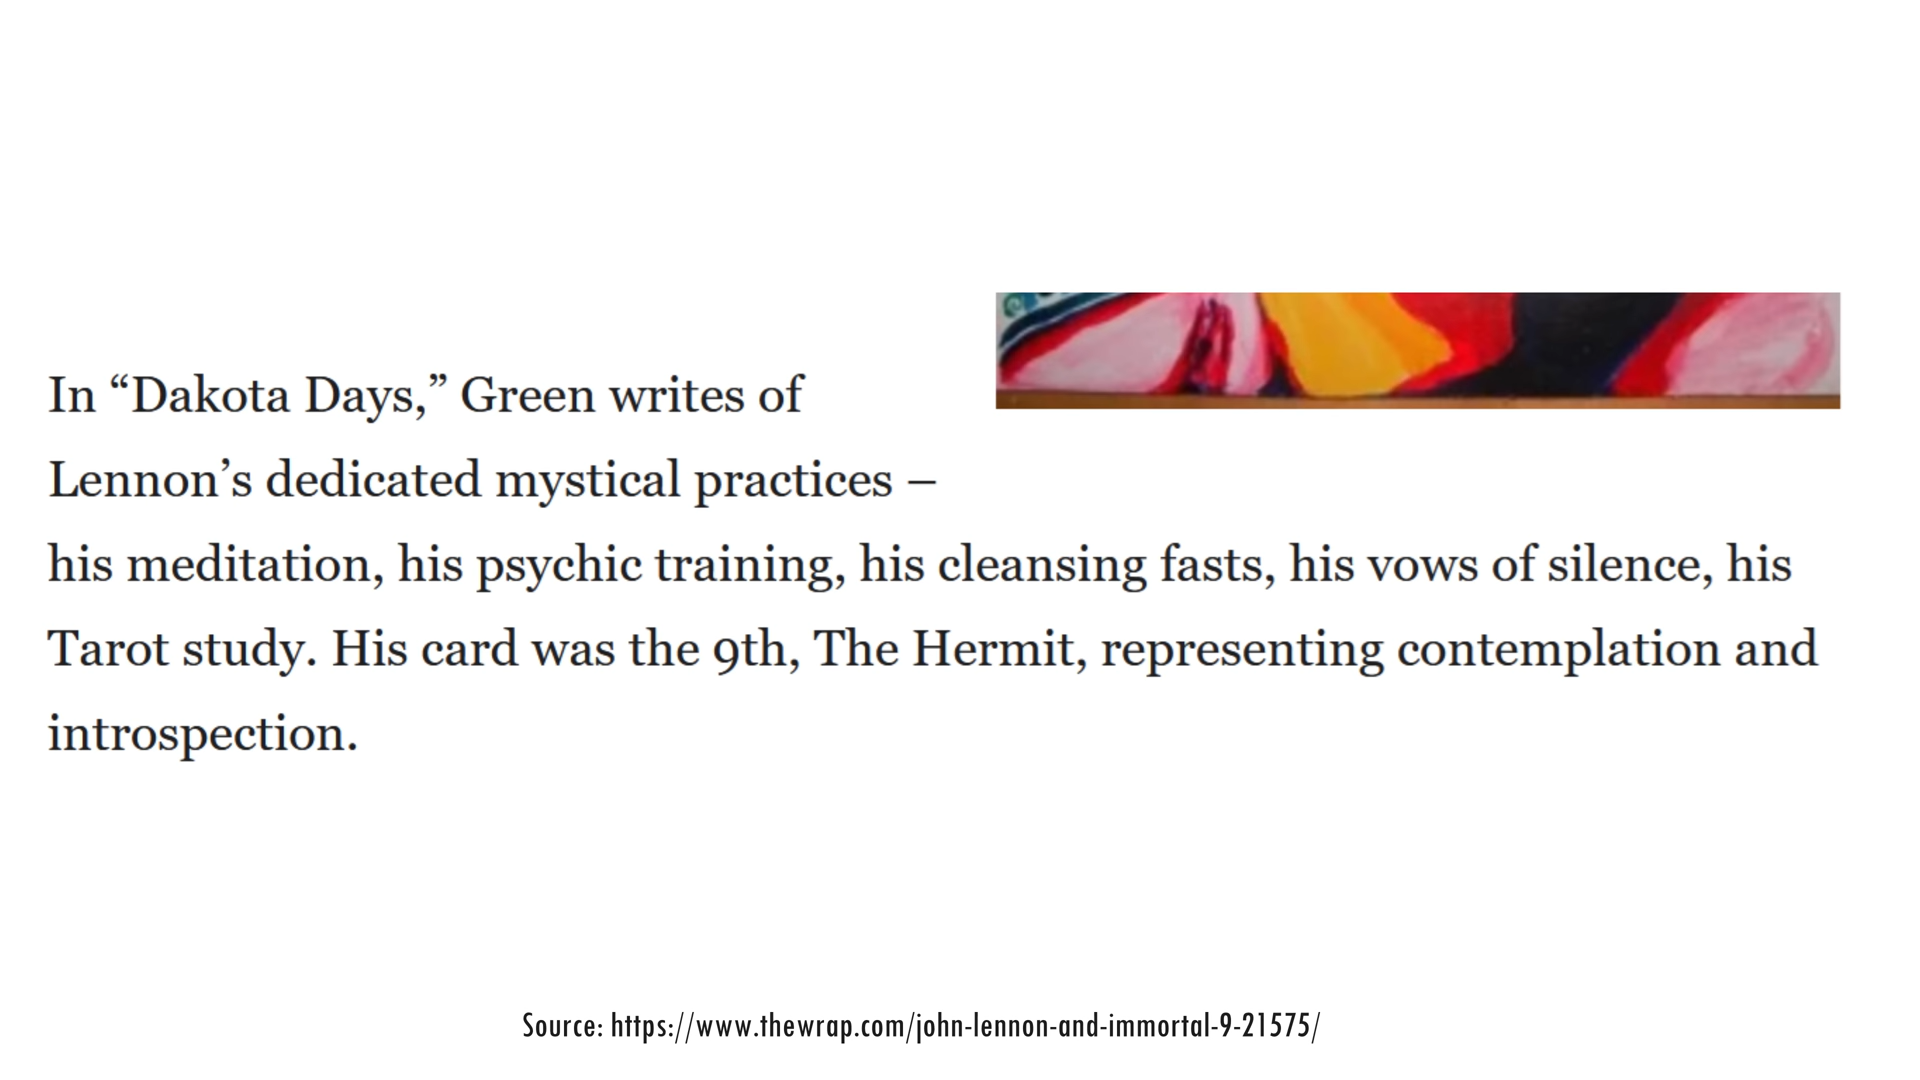 In “Dakota Days,” Green writes of
Lennon’s dedicated mystical practices –
his meditation, his psychic training, his cleansing fasts, his vows of silence, his
Tarot study. His card was the 9th, The Hermit, representing contemplation and
introspection.
Source: https://www.thewrap.com/john-lennon-and-immortal-9-21575/